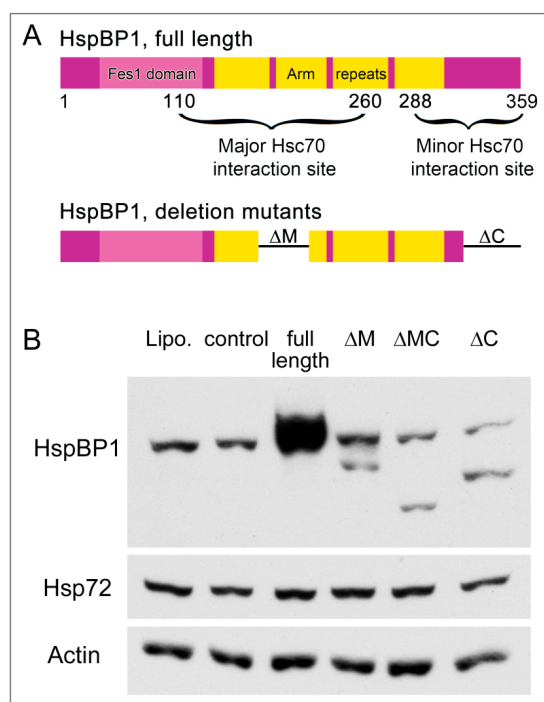 A
HspBP1, full length
Fes1 domain Arm repeats
1 110 260 288 359
Major Hsc70 Minor Hsc70
interaction site interaction site
HspBP1, deletion mutants
ΔM ΔC
B
Lipo. control full length ΔM ΔMC ΔC
HspBP1
Hsp72
Actin